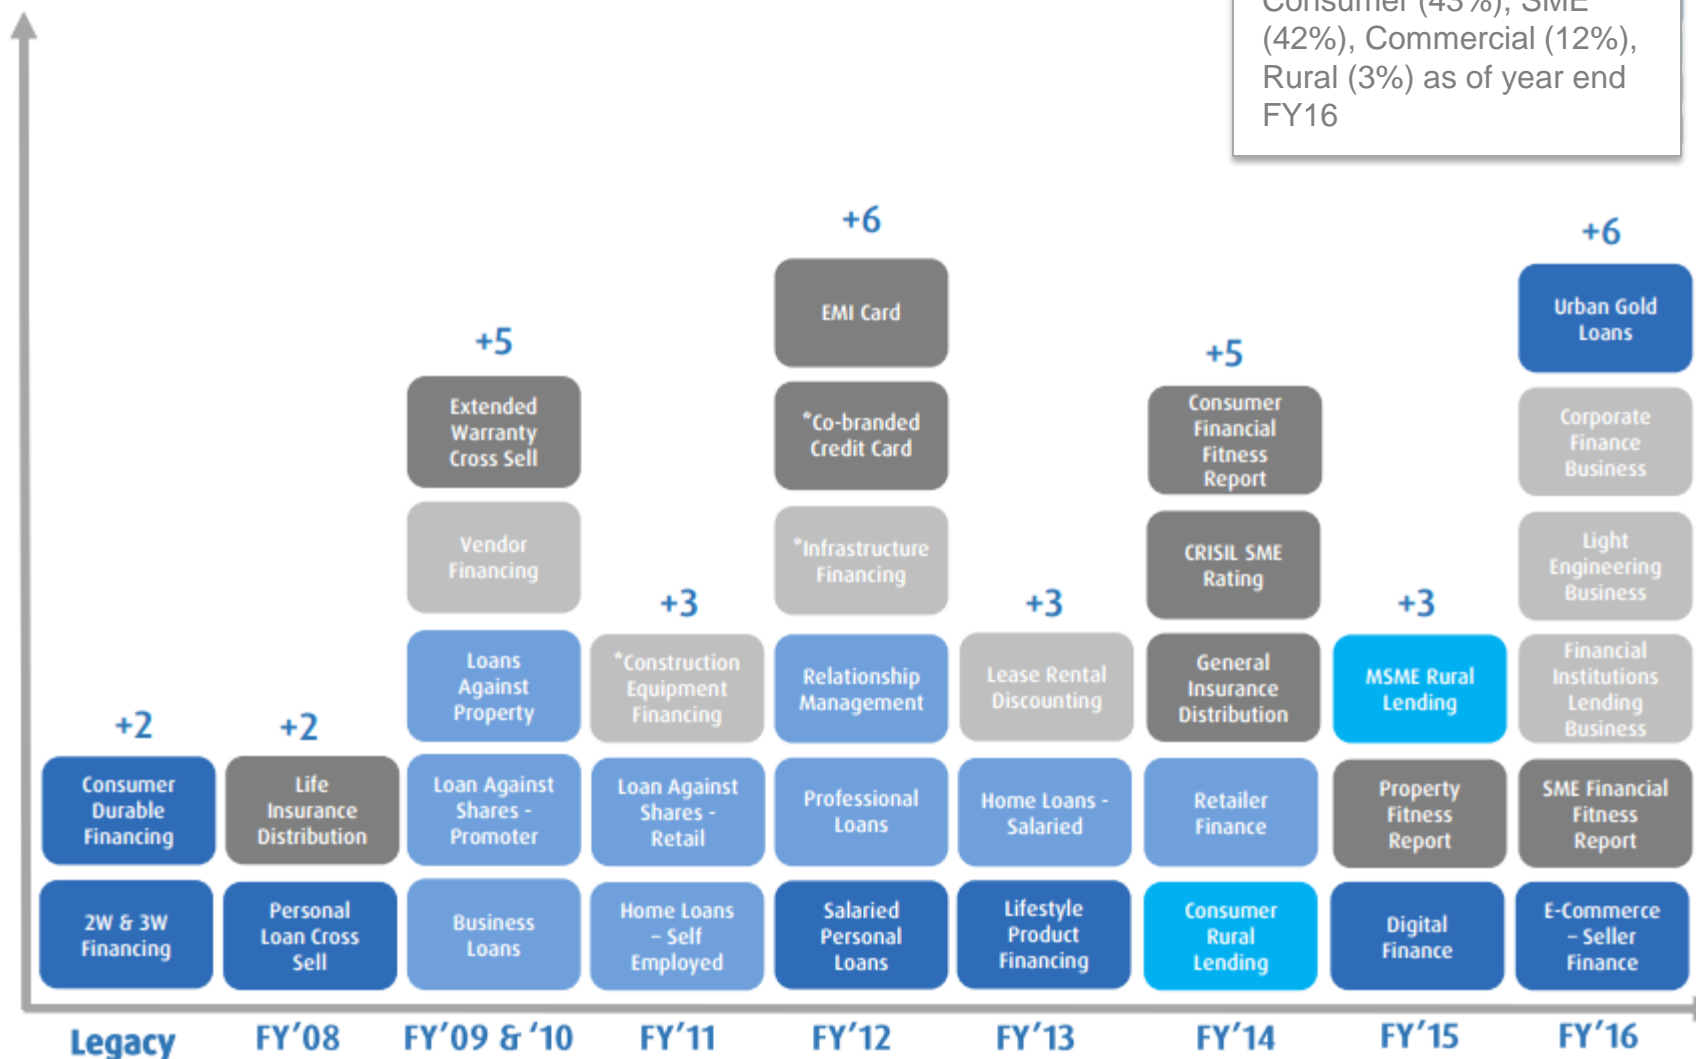 Consumer (43%), SME
(42%), Commercial (12%),
Rural (3%) as of year end
FY16
+2
Consumer
Durable
Financing
2W & 3W
Financing
Legacy
+2
Life
Insurance
Distribution
Personal
Loan Cross
Sell
FY'08
+5
Extended
Warranty
Cross Sell
Vendor
Financing
Loans
Against
Property
Loan Against
Shares -
Promoter
Business
Loans
FY'09 & '10
+3
*Construction
Equipment
Financing
Loan Against
Shares -
Retail
Home Loans
– Self
Employed
FY'11
+6
EMI Card
*Co-branded
Credit Card
*Infrastructure
Financing
Relationship
Management
Professional
Loans
Salaried
Personal
Loans
FY'12
+3
Lease Rental
Discounting
Home Loans -
Salaried
Lifestyle
Product
Financing
FY'13
+5
Consumer
Financial
Fitness
Report
CRISIL SME
Rating
General
Insurance
Distribution
Retailer
Finance
Consumer
Rural
Lending
FY'14
+3
MSME Rural
Lending
Property
Fitness
Report
Digital
Finance
FY'15
+6
Urban Gold
Loans
Corporate
Finance
Business
Light
Engineering
Business
Financial
Institutions
Lending
Business
SME Financial
Fitness
Report
E-Commerce
– Seller
Finance
FY'16